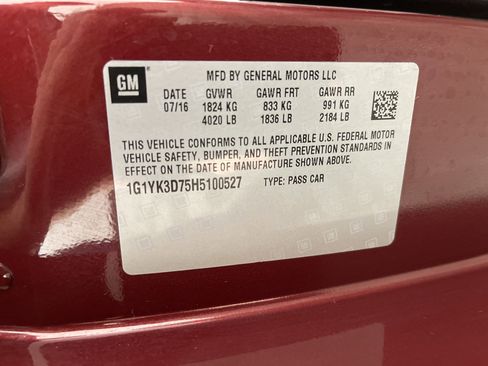 GM
MFD BY GENERAL MOTORS LLC
DATE GVWR GAWR FRT GAWR RR
07/16 1824 KG 833 KG 991 KG
4020 LB 1836 LB 2184 LB
THIS VEHICLE CONFORMS TO ALL APPLICABLE U.S. FEDERAL MOTOR
VEHICLE SAFETY, BUMPER, AND THEFT PREVENTION STANDARDS IN
EFFECT ON THE DATE OF MANUFACTURE SHOWN ABOVE.
1G1YK3D75H5100527 TYPE: PASS CAR